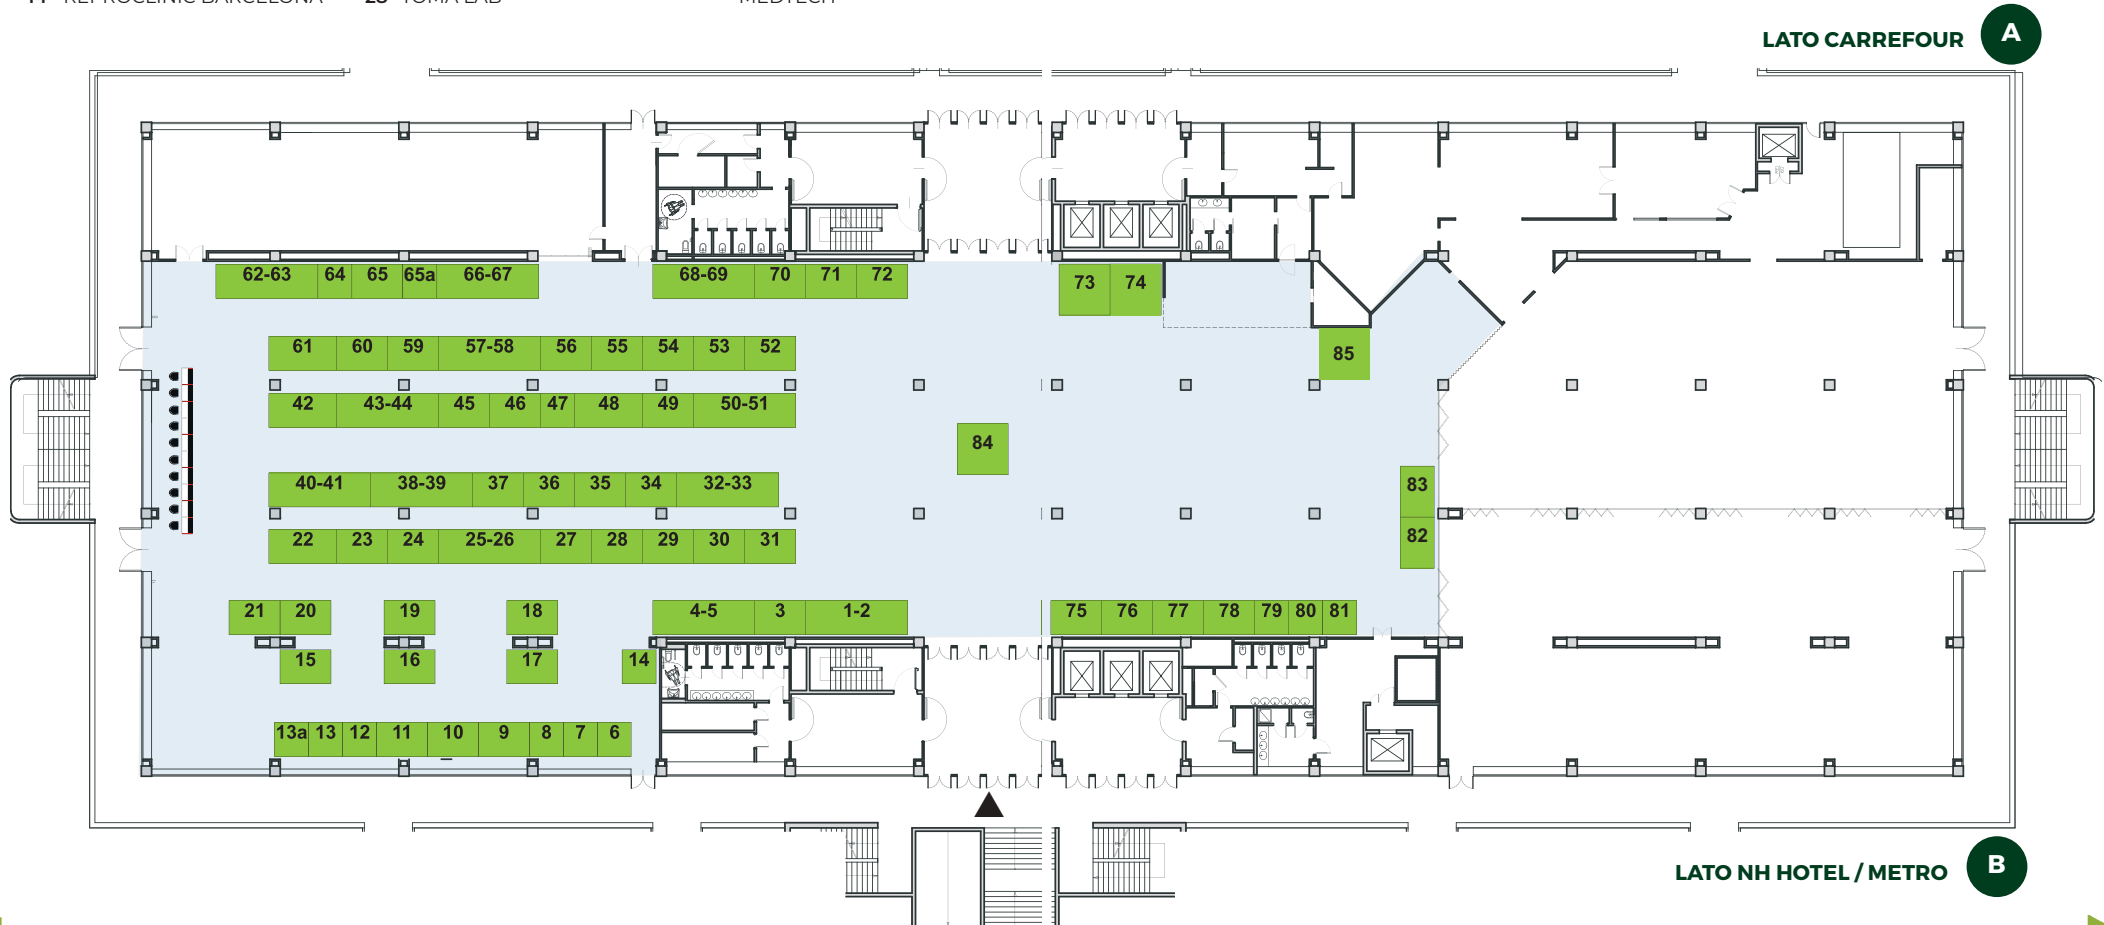 LATO CARREFOUR A
62-63 64 65 65a 66-67 68-69 70 71 72 73 74
61 60 59 57-58 56 55 54 53 52 85
42 43-44 45 46 47 48 49 50-51
84
40-41 38-39 37 36 35 34 32-33 83
22 23 24 25-26 27 28 29 30 31 82
21 20 19 18 4-5 3 1-2 75 76 77 78 79 80 81
15 16 17 14
13a 13 12 11 10 9 8 7 6
LATO NH HOTEL / METRO B